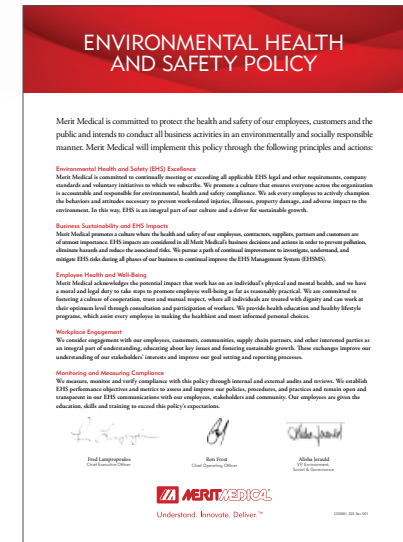 ENVIRONMENTAL HEALTH
AND SAFETY POLICY
Merit Medical is committed to protect the health and safety of our employees, customers and the
public and intends to conduct all business activities in an environmentally and socially responsible
manner. Merit Medical will implement this policy through the following principles and actions:
Environmental Health and Safety (EHS) Excellence
Merit Medical is committed to continually meeting or exceeding all applicable EHS legal and other requirements, company
standards and voluntary initiatives to which we subscribe. We promote a culture that ensures everyone across the organization
is accountable and responsible for environmental, health and safety compliance. We ask every employee to actively champion
the behaviors and attitudes necessary to prevent work-related injuries, illnesses, property damage, and adverse impact to the
environment. In this way, EHS is an integral part of our culture and a driver for sustainable growth.
Business Sustainability and EHS Impacts
Merit Medical promotes a culture where the health and safety of our employees, contractors, suppliers, partners and customers are
of utmost importance. EHS impacts are considered in all Merit Medical's business decisions and actions in order to prevent pollution,
eliminate hazards and reduce the associated risks. We pursue a path of continual improvement to investigate, understand, and
mitigate EHS risks during all phases of our business to continual improve the EHS Management System (EHSMS).
Employee Health and Well-Being
Merit Medical acknowledges the potential impact that work has on an individual's physical and mental health, and we have
a moral and legal duty to take steps to promote employee well-being as far as reasonably practical. We are committed to
fostering a culture of cooperation, trust and mutual respect, where all individuals are treated with dignity and can work at
their optimum level through consultation and participation of workers. We provide health education and healthy lifestyle
programs, which assist every employee in making the healthiest and most informed personal choices.
Workplace Engagement
We consider engagement with our employees, customers, communities, supply chain partners, and other interested parties as
an integral part of understanding, educating about key issues and fostering sustainable growth. These exchanges improve our
understanding of our stakeholders' interests and improve our goal setting and reporting processes.
Monitoring and Measuring Compliance
We measure, monitor and verify compliance with this policy through internal and external audits and reviews. We establish
EHS performance objectives and metrics to assess and improve our policies, procedures, and practices and remain open and
transparent in our EHS communications with our employees, stakeholders and community. Our employees are given the
education, skills and training to exceed this policy's expectations.
Fred Lampropoulos
Chief Executive Officer
Ron Frost
Chief Operating Officer
Alisha Jerauld
VP, Environment,
Social & Governance
MERIT MEDICAL
Understand. Innovate. Deliver.™